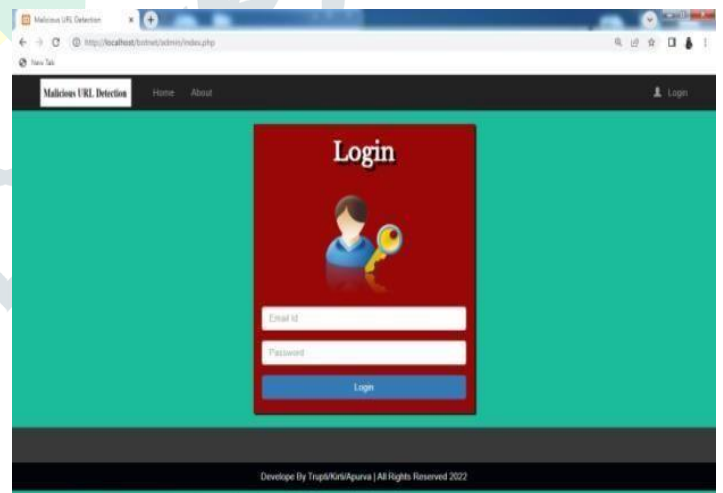 Malicious URL Detection
http://localhost/botnet/admin/index.php
New Tab
Malicious URL Detection Home About Login
Login
Email id
Password
Login
Develope By Trupti/Kirti/Apurva | All Rights Reserved 2022